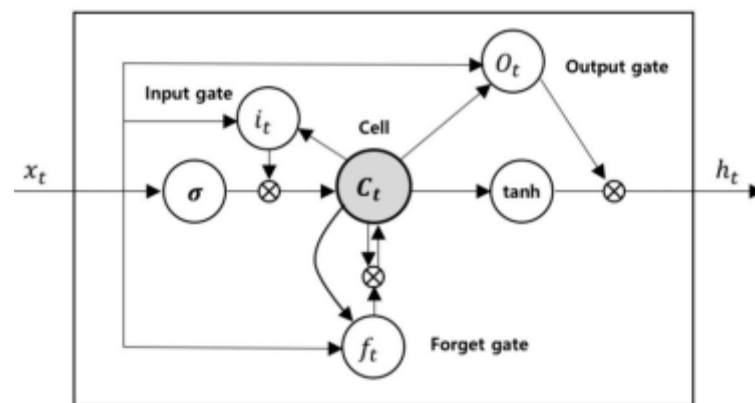 O_t
Output gate
Input gate
i_t
Cell
x_t
σ
C_t
tanh
h_t
f_t
Forget gate